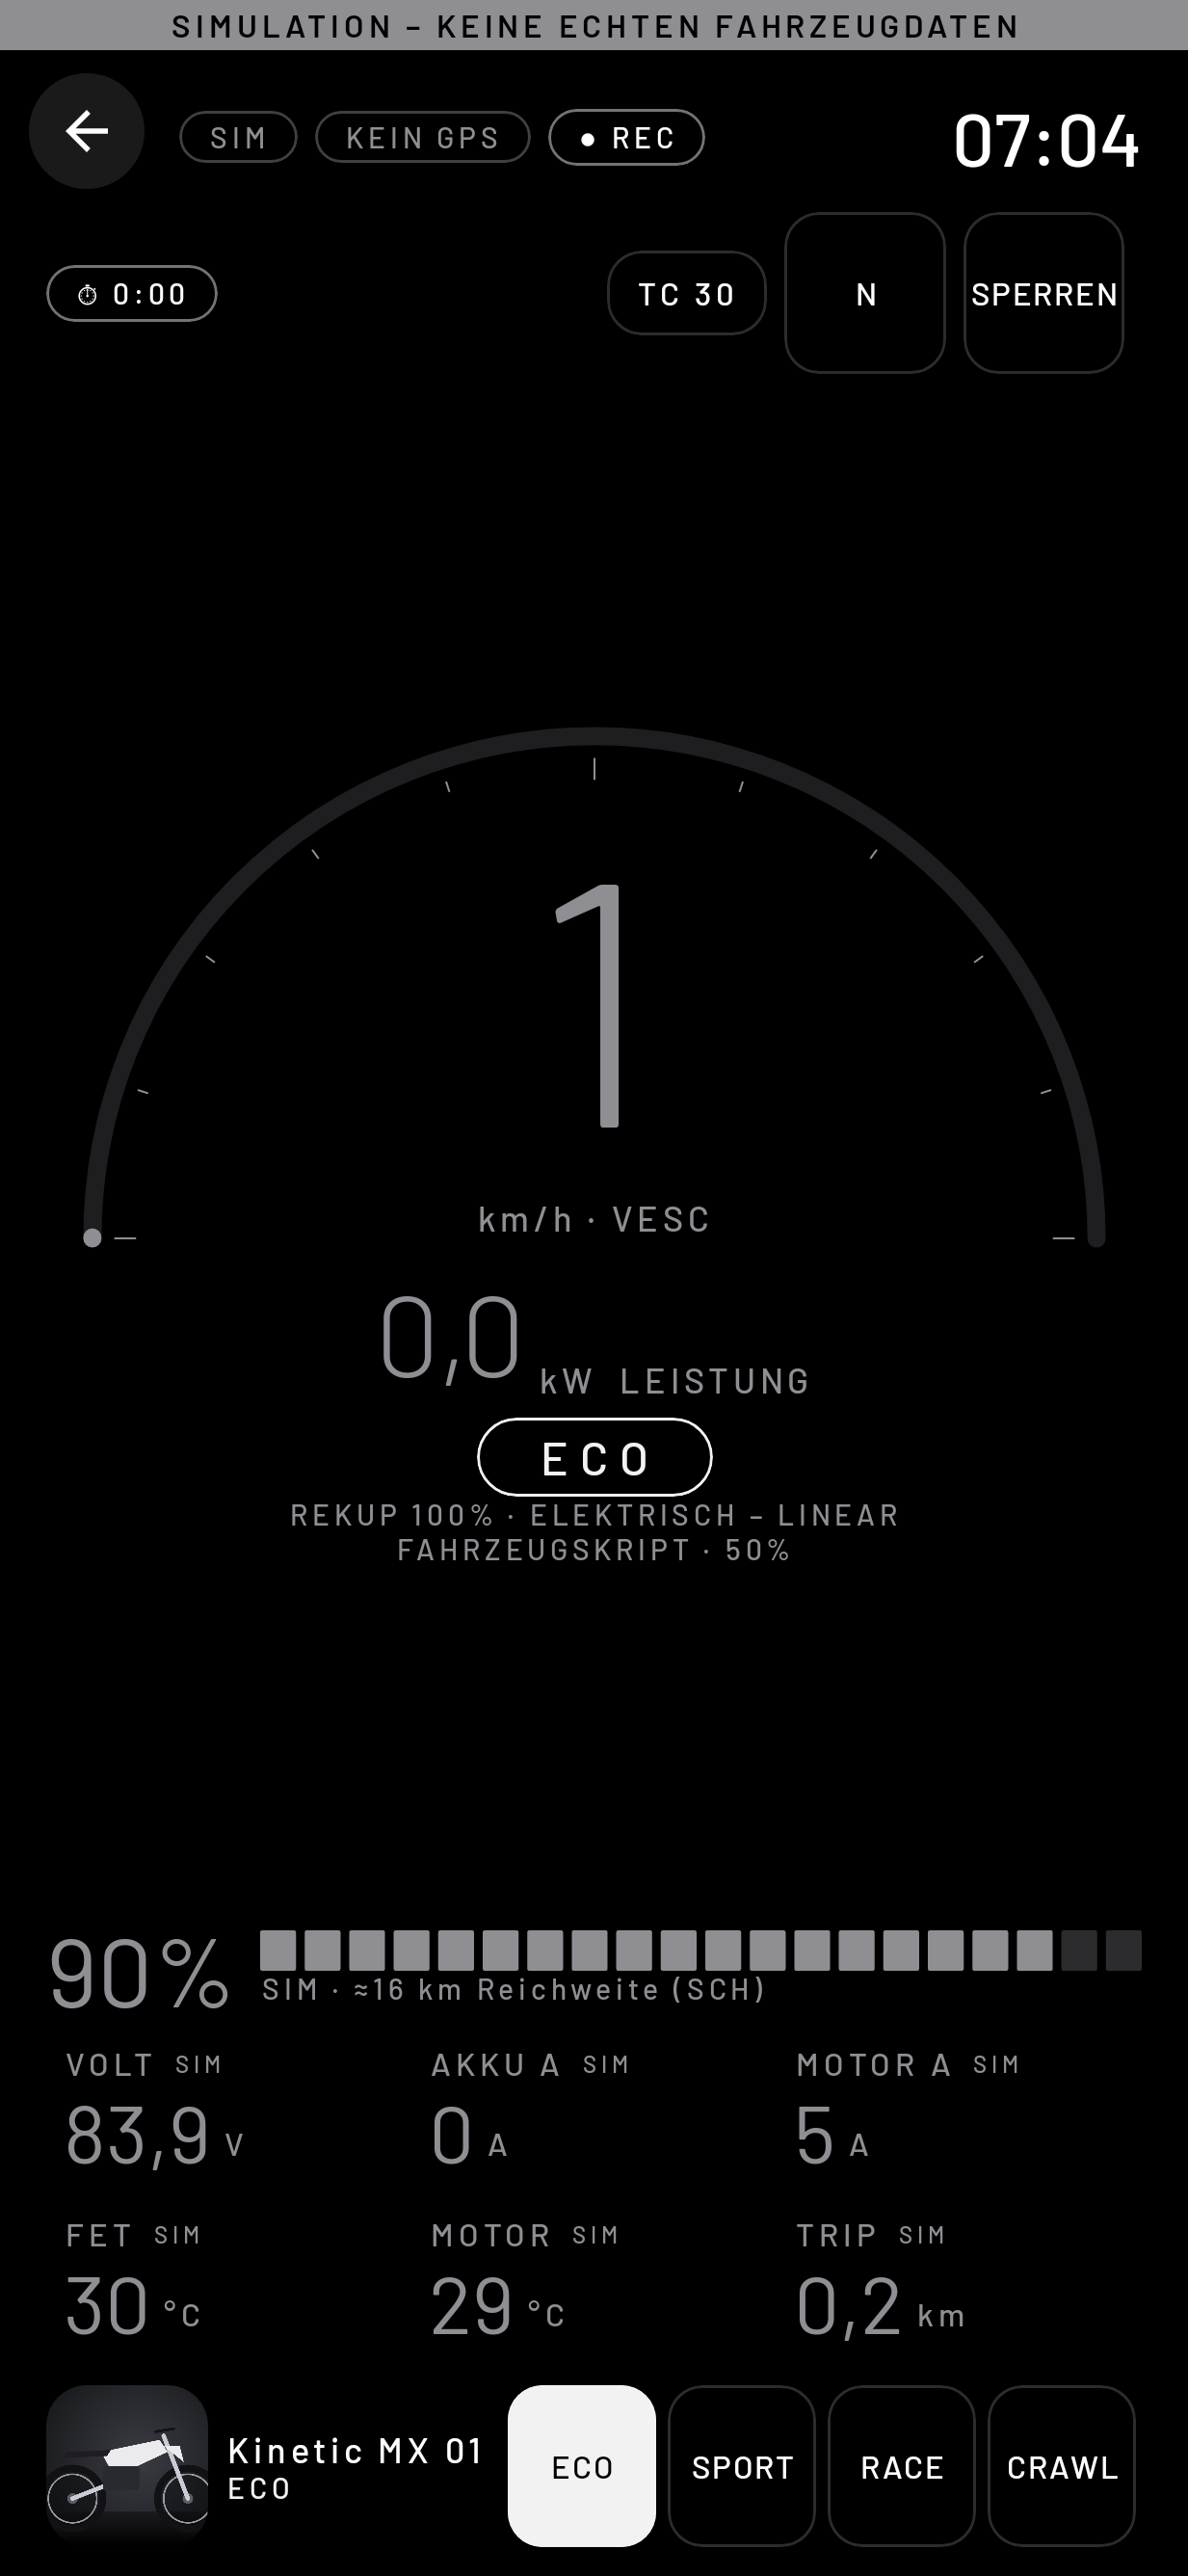 SIMULATION – KEINE ECHTEN FAHRZEUGDATEN
SIM
KEIN GPS
● REC
07:04
⏱ 0:00
TC 30
N
SPERREN
1
km/h · VESC
0,0 kW LEISTUNG
ECO
REKUP 100% · ELEKTRISCH – LINEAR
FAHRZEUGSKRIPT · 50%
90%
SIM · ≈16 km Reichweite (SCH)
VOLT SIM
83,9 V
AKKU A SIM
0 A
MOTOR A SIM
5 A
FET SIM
30 °C
MOTOR SIM
29 °C
TRIP SIM
0,2 km
Kinetic MX 01
ECO
ECO
SPORT
RACE
CRAWL